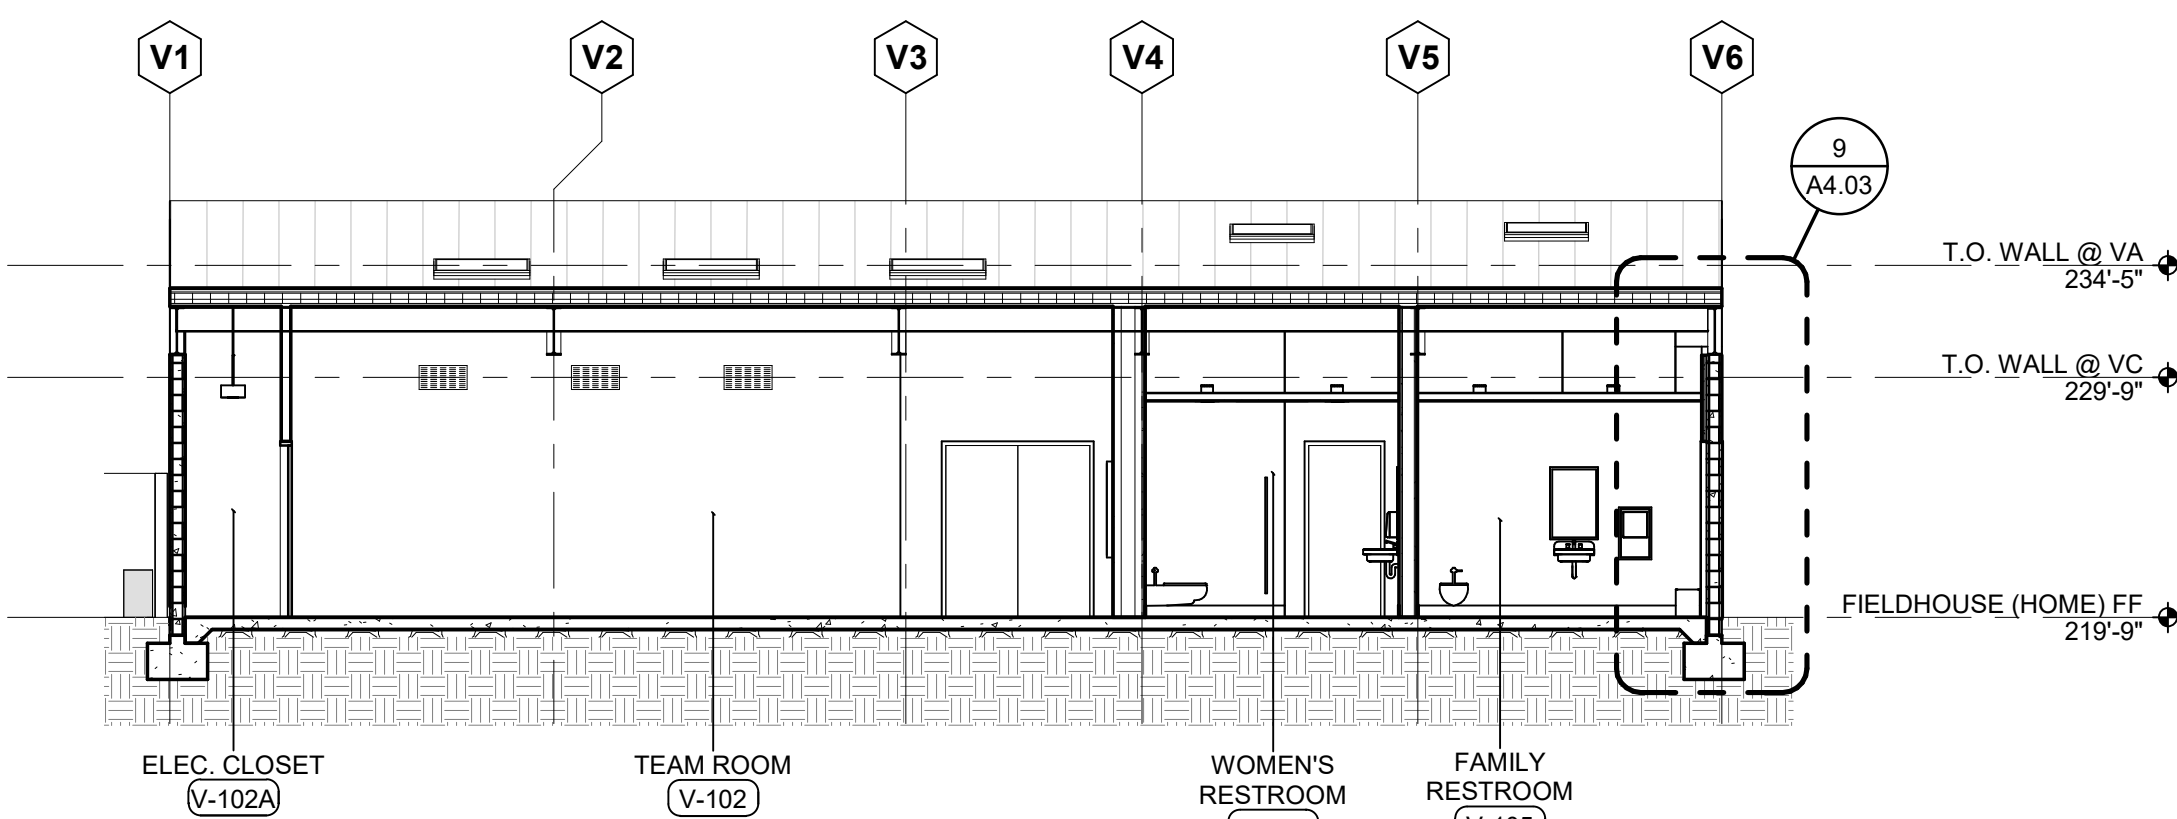 V1
V2
V3
V4
V5
V6
9
A4.03
T.O. WALL @ VA
234'-5"
T.O. WALL @ VC
229'-9"
FIELDHOUSE (HOME) FF
219'-9"
ELEC. CLOSET
V-102A
TEAM ROOM
V-102
WOMEN'S
RESTROOM
FAMILY
RESTROOM